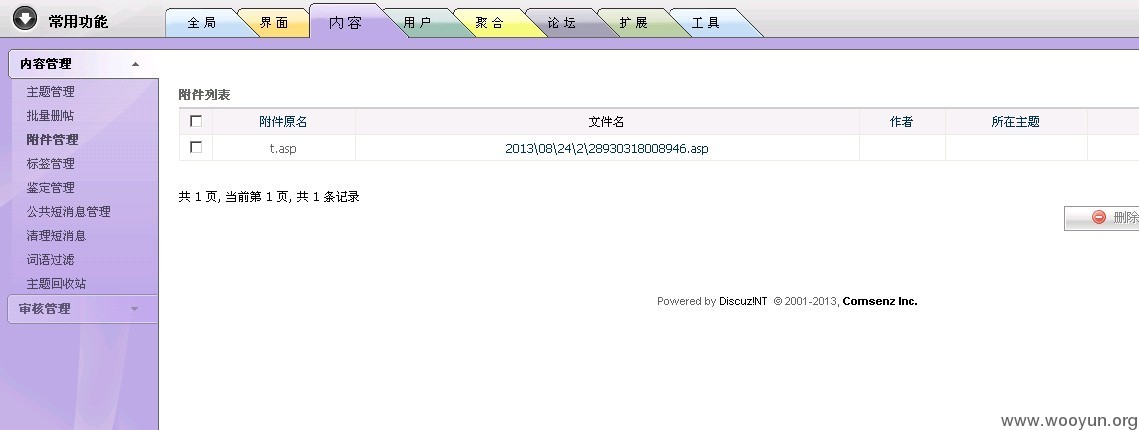 常用功能 全局 界面 内容 用户 聚合 论坛 扩展 工具
内容管理
主题管理
批量删帖
附件管理
标签管理
鉴定管理
公共短消息管理
清理短消息
词语过滤
主题回收站
审核管理
附件列表
附件原名 文件名 作者 所在主题
t.asp 2013\08\24\2\28930318008946.asp
共 1 页, 当前第 1 页, 共 1 条记录
删除
Powered by Discuz!NT © 2001-2013, Comsenz Inc.
www.wooyun.org